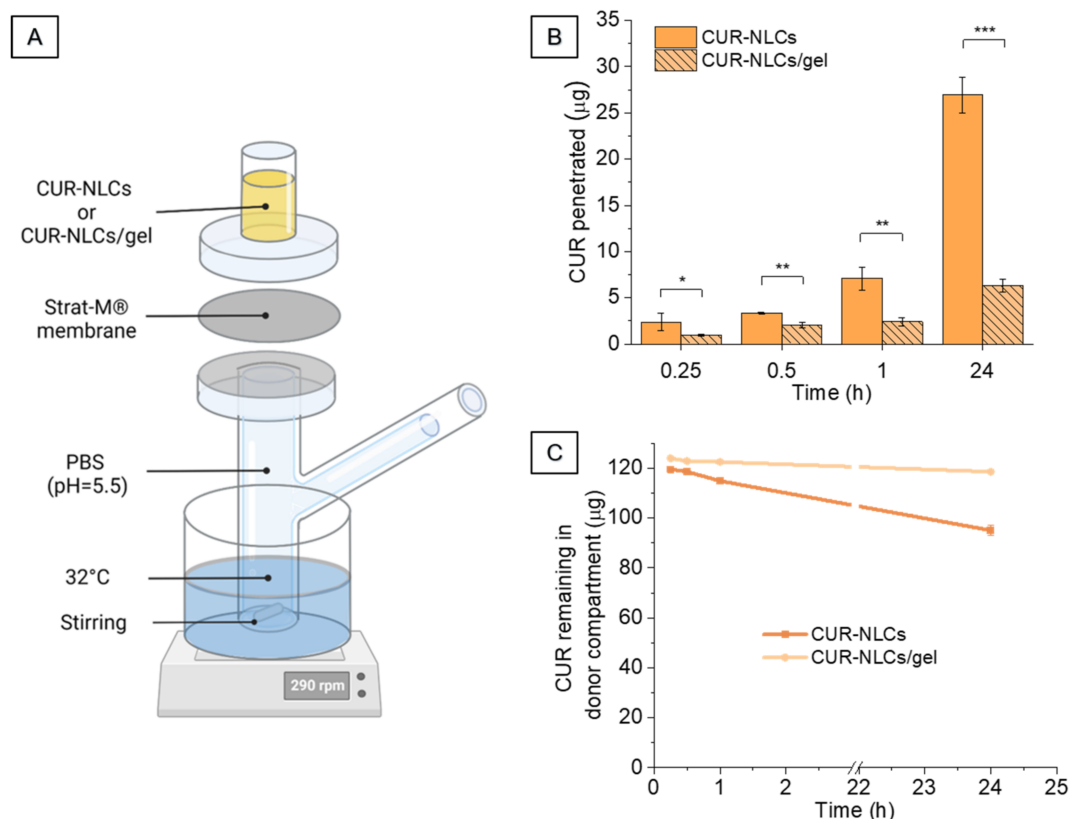 A
CUR-NLCs
or
CUR-NLCs/gel
Strat-M®
membrane
PBS
(pH=5.5)
32°C
Stirring
290 rpm
B
CUR-NLCs
CUR-NLCs/gel
CUR penetrated (μg)
35
30
25
20
15
10
5
0
*
**
**
***
0.25 0.5 1 24
Time (h)
C
CUR remaining in
donor compartment (μg)
120
100
80
60
40
20
0
CUR-NLCs
CUR-NLCs/gel
0 1 2 22 23 24 25
Time (h)